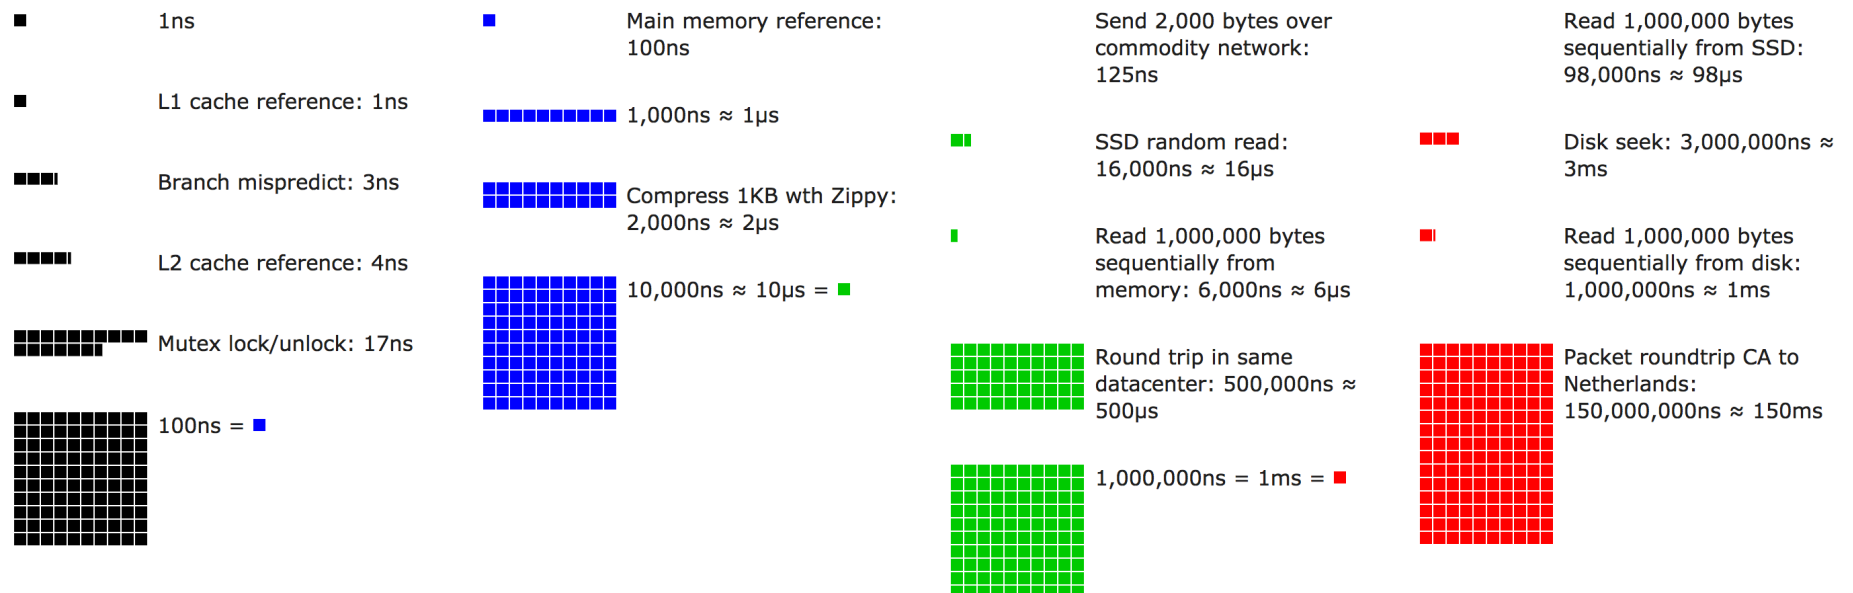 1ns
L1 cache reference: 1ns
Branch mispredict: 3ns
L2 cache reference: 4ns
Mutex lock/unlock: 17ns
100ns =
Main memory reference:
100ns
1,000ns ≈ 1μs
Compress 1KB wth Zippy:
2,000ns ≈ 2μs
10,000ns ≈ 10μs =
Send 2,000 bytes over
commodity network:
125ns
SSD random read:
16,000ns ≈ 16μs
Read 1,000,000 bytes
sequentially from
memory: 6,000ns ≈ 6μs
Round trip in same
datacenter: 500,000ns ≈
500μs
1,000,000ns = 1ms =
Read 1,000,000 bytes
sequentially from SSD:
98,000ns ≈ 98μs
Disk seek: 3,000,000ns ≈
3ms
Read 1,000,000 bytes
sequentially from disk:
1,000,000ns ≈ 1ms
Packet roundtrip CA to
Netherlands:
150,000,000ns ≈ 150ms